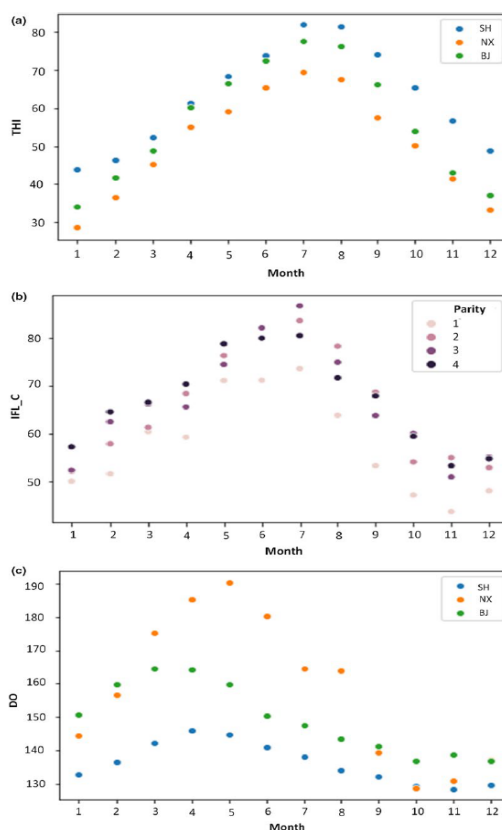 (a)
SH
NX
BJ
80
70
60
50
40
30
THI
1 2 3 4 5 6 7 8 9 10 11 12
Month
(b)
Parity
1
2
3
4
80
70
60
50
IFL_C
1 2 3 4 5 6 7 8 9 10 11 12
Month
(c)
SH
NX
BJ
190
180
170
160
150
140
130
DO
1 2 3 4 5 6 7 8 9 10 11 12
Month